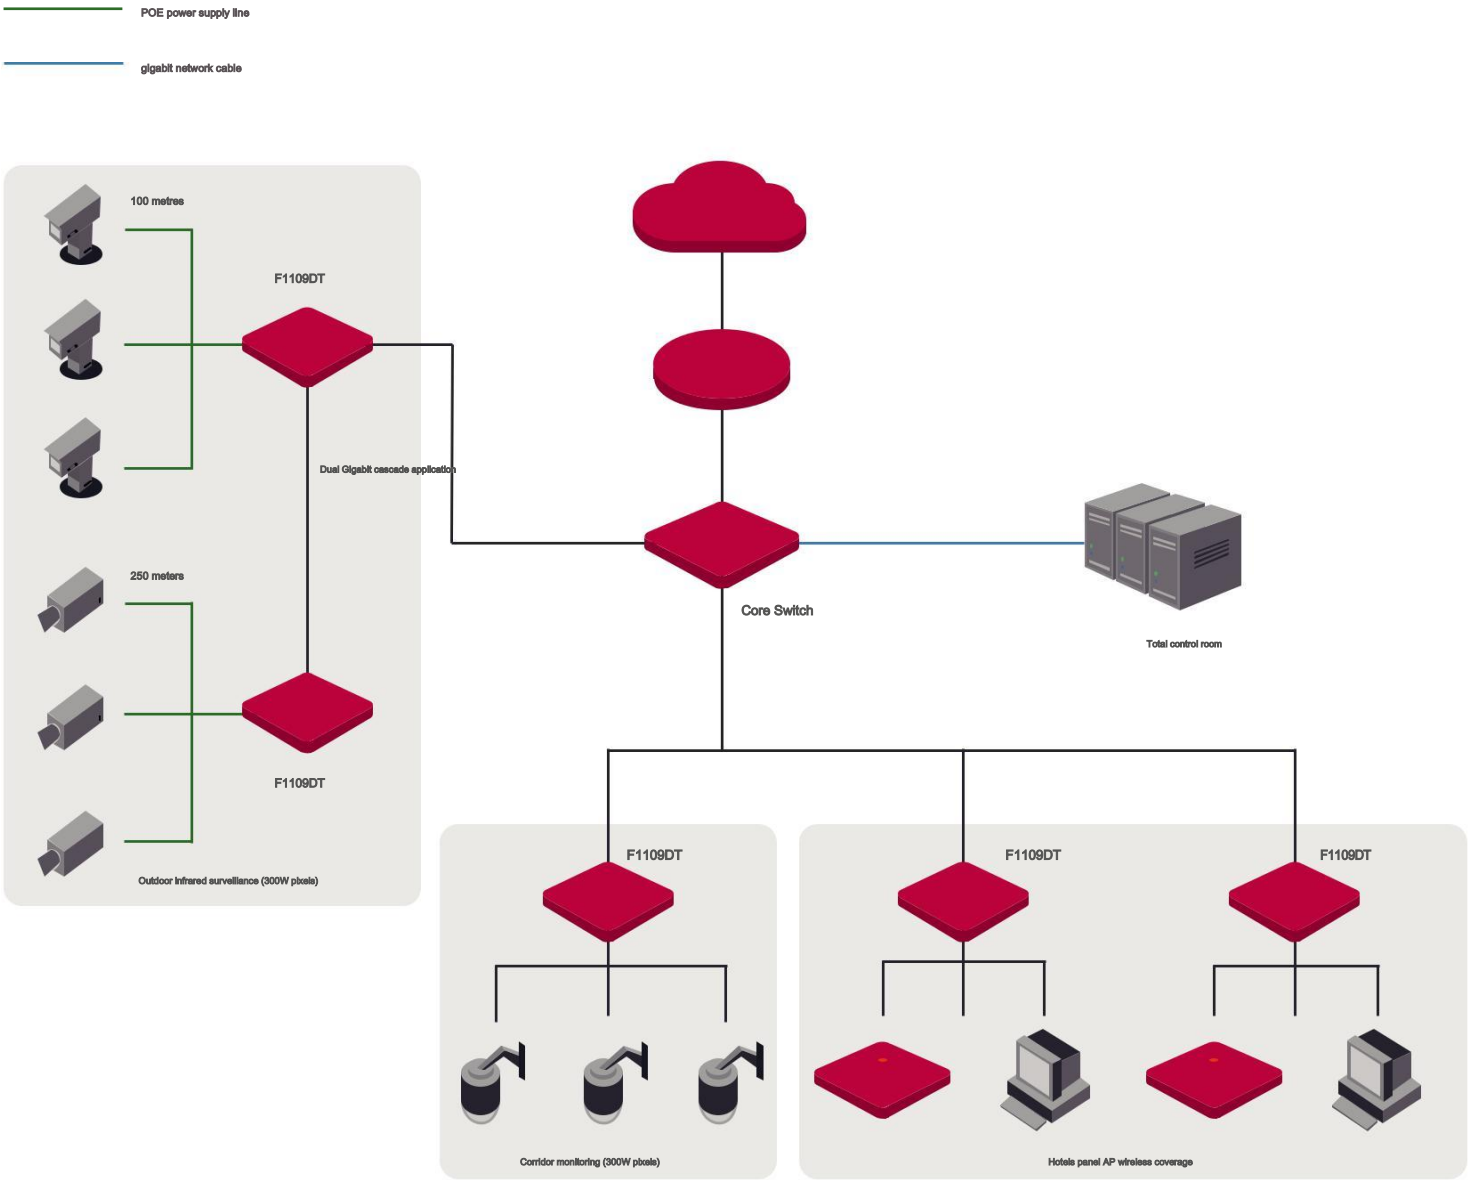 POE power supply line
gigabit network cable
100 metres
F1109DT
Dual Gigabit cascade application
250 meters
Core Switch
Total control room
F1109DT
Outdoor infrared surveillance (300W pixels)
F1109DT
F1109DT
F1109DT
Corridor monitoring (300W pixels)
Hotels panel AP wireless coverage